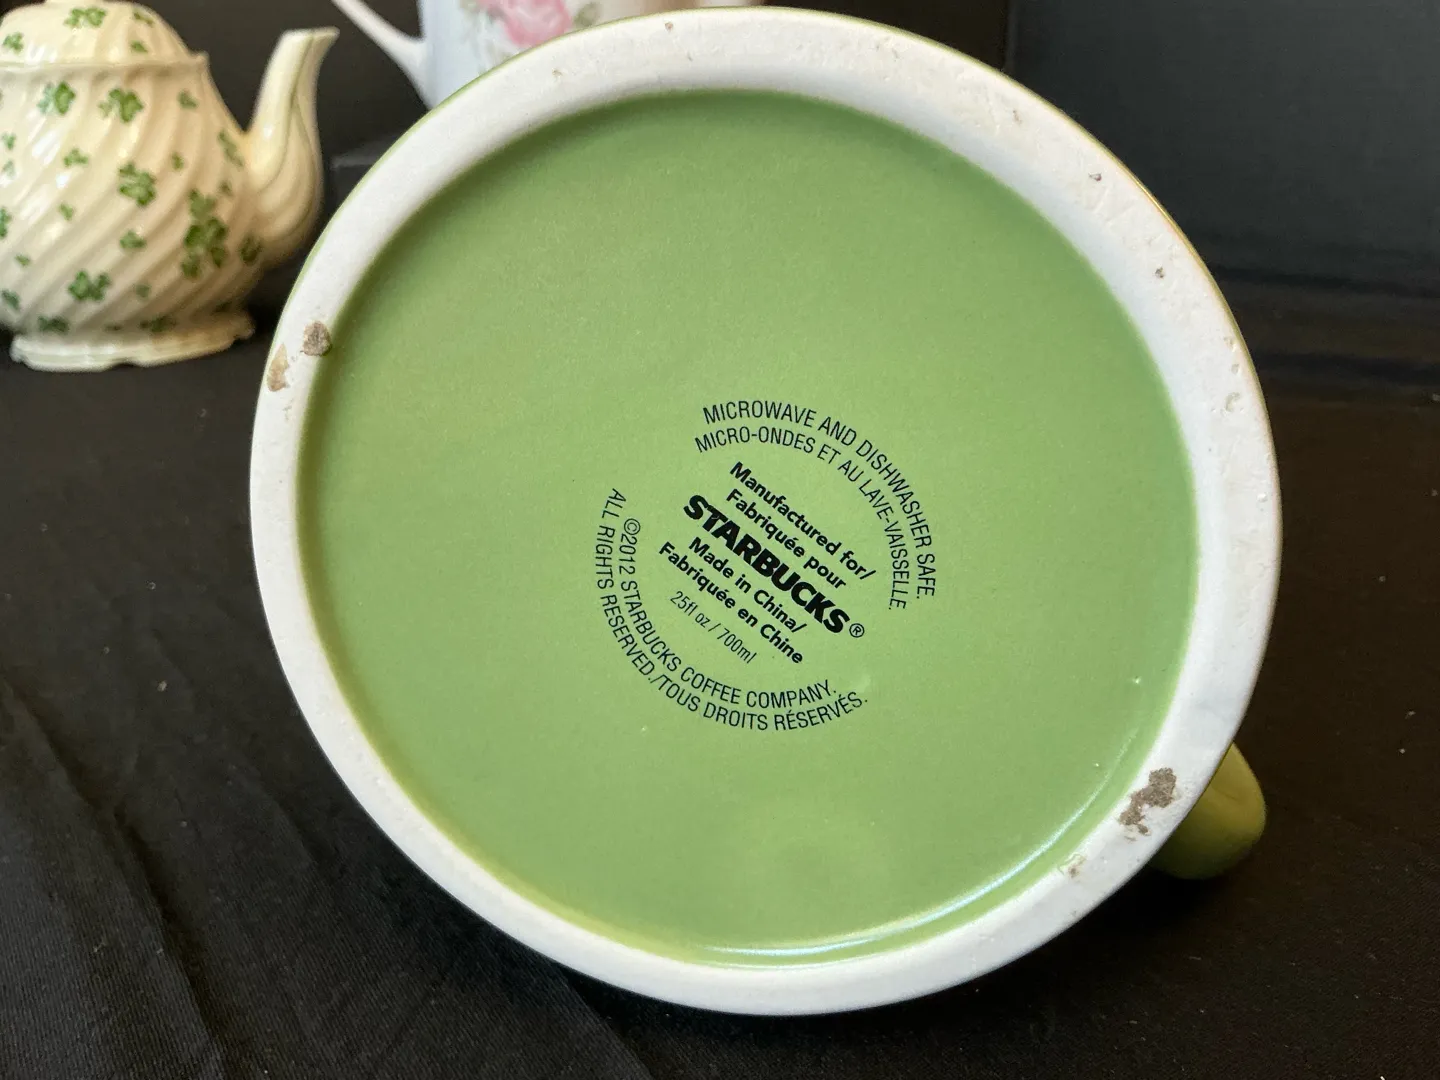 MICROWAVE AND DISHWASHER SAFE.
MICRO-ONDES ET AU LAVE-VAISSELLE.
Manufactured for/
Fabriquée pour
STARBUCKS®
Made in China/
Fabriquée en Chine
25fl oz / 700ml
©2012 STARBUCKS COFFEE COMPANY.
ALL RIGHTS RESERVED./TOUS DROITS RÉSERVÉS.